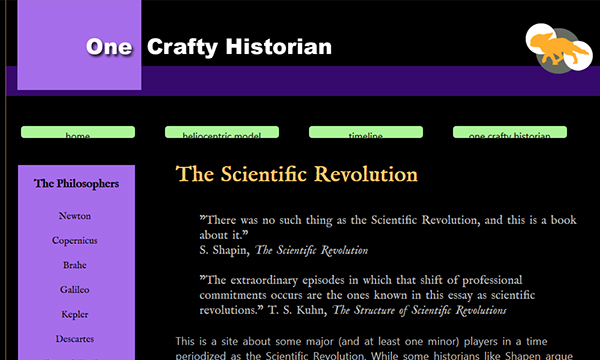 One Crafty Historian
home
heliocentric model
timeline
one crafty historian
The Philosophers
Newton
Copernicus
Brahe
Galileo
Kepler
Descartes
The Scientific Revolution
"There was no such thing as the Scientific Revolution, and this is a book
about it."
S. Shapin, The Scientific Revolution
"The extraordinary episodes in which that shift of professional
commitments occurs are the ones known in this essay as scientific
revolutions." T. S. Kuhn, The Structure of Scientific Revolutions
This is a site about some major (and at least one minor) players in a time
periodized as the Scientific Revolution. While some historians like Shapen argue